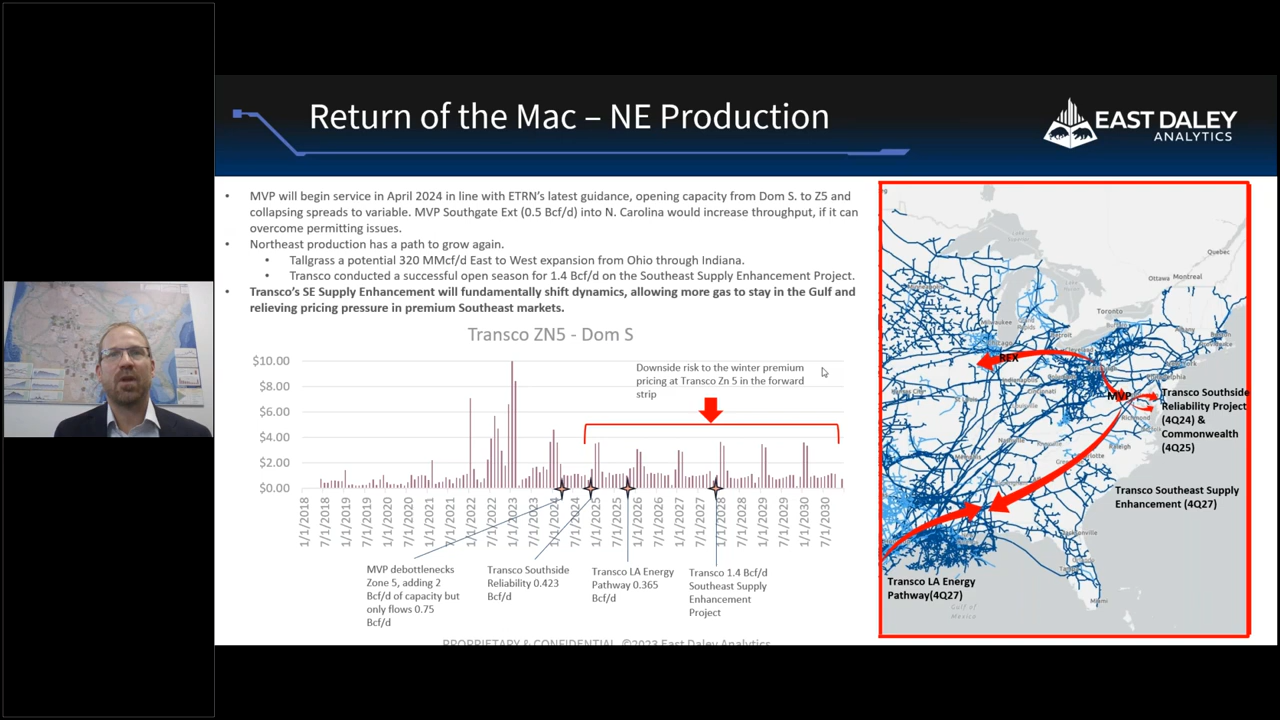 Return of the Mac – NE Production
EAST DALEY
ANALYTICS
• MVP will begin service in April 2024 in line with ETRN's latest guidance, opening capacity from Dom S. to Z5 and
collapsing spreads to variable. MVP Southgate Ext (0.5 Bcf/d) into N. Carolina would increase throughput, if it can
overcome permitting issues.
• Northeast production has a path to grow again.
• Tallgrass a potential 320 MMcf/d East to West expansion from Ohio through Indiana.
• Transco conducted a successful open season for 1.4 Bcf/d on the Southeast Supply Enhancement Project.
• Transco's SE Supply Enhancement will fundamentally shift dynamics, allowing more gas to stay in the Gulf and
relieving pricing pressure in premium Southeast markets.
Transco ZN5 - Dom S
$10.00
$8.00
$6.00
$4.00
$2.00
$0.00
Downside risk to the winter premium
pricing at Transco Zn 5 in the forward
strip
1/1/2018
7/1/2018
1/1/2019
7/1/2019
1/1/2020
7/1/2020
1/1/2021
7/1/2021
1/1/2022
7/1/2022
1/1/2023
7/1/2023
1/1/2024
7/1/2024
1/1/2025
7/1/2025
1/1/2026
7/1/2026
1/1/2027
7/1/2027
1/1/2028
7/1/2028
1/1/2029
7/1/2029
1/1/2030
7/1/2030
MVP debottlenecks
Zone 5, adding 2
Bcf/d of capacity but
only flows 0.75
Bcf/d
Transco Southside
Reliability 0.423
Bcf/d
Transco LA Energy
Pathway 0.365
Bcf/d
Transco 1.4 Bcf/d
Southeast Supply
Enhancement
Project
Quebec
Ottawa Montreal
Toronto
Milwaukee
REX
MVP
Richmond
Transco Southside
Reliability Project
(4Q24) &
Commonwealth
(4Q25)
Transco Southeast Supply
Enhancement (4Q27)
Transco LA Energy
Pathway(4Q27)
Gulf of
Mexico
Miami
PROPRIETARY & CONFIDENTIAL ©2023 East Daley Analytics